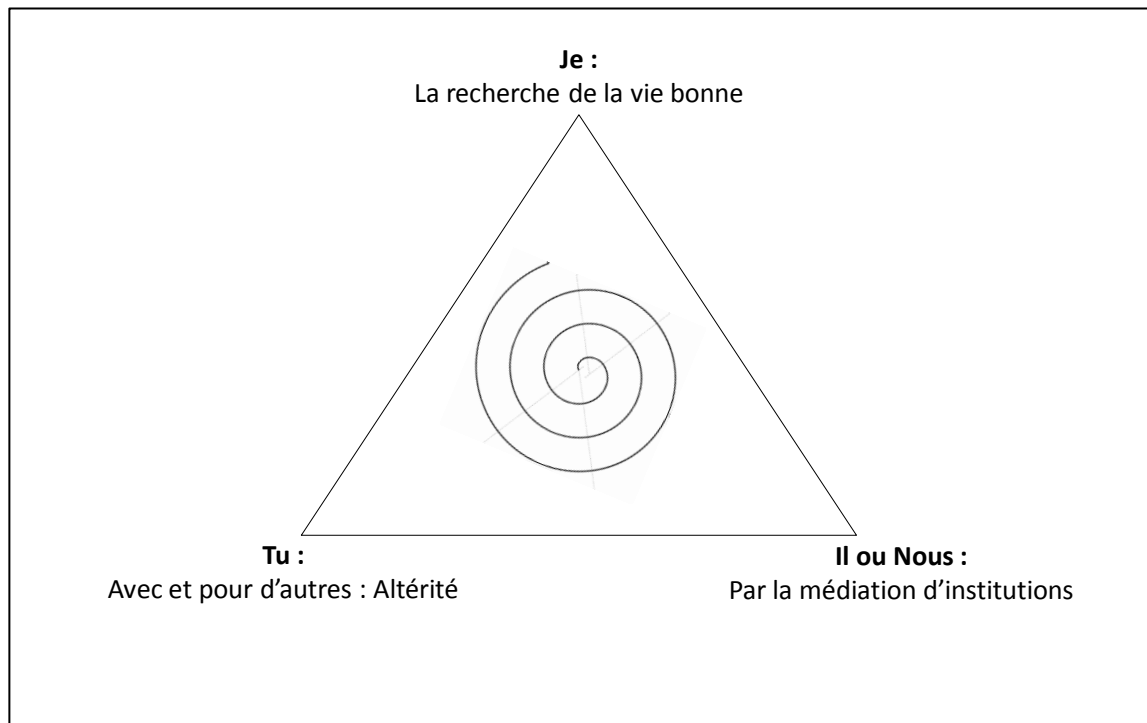 Je :
La recherche de la vie bonne
Tu :
Avec et pour d’autres : Altérité
Il ou Nous :
Par la médiation d’institutions